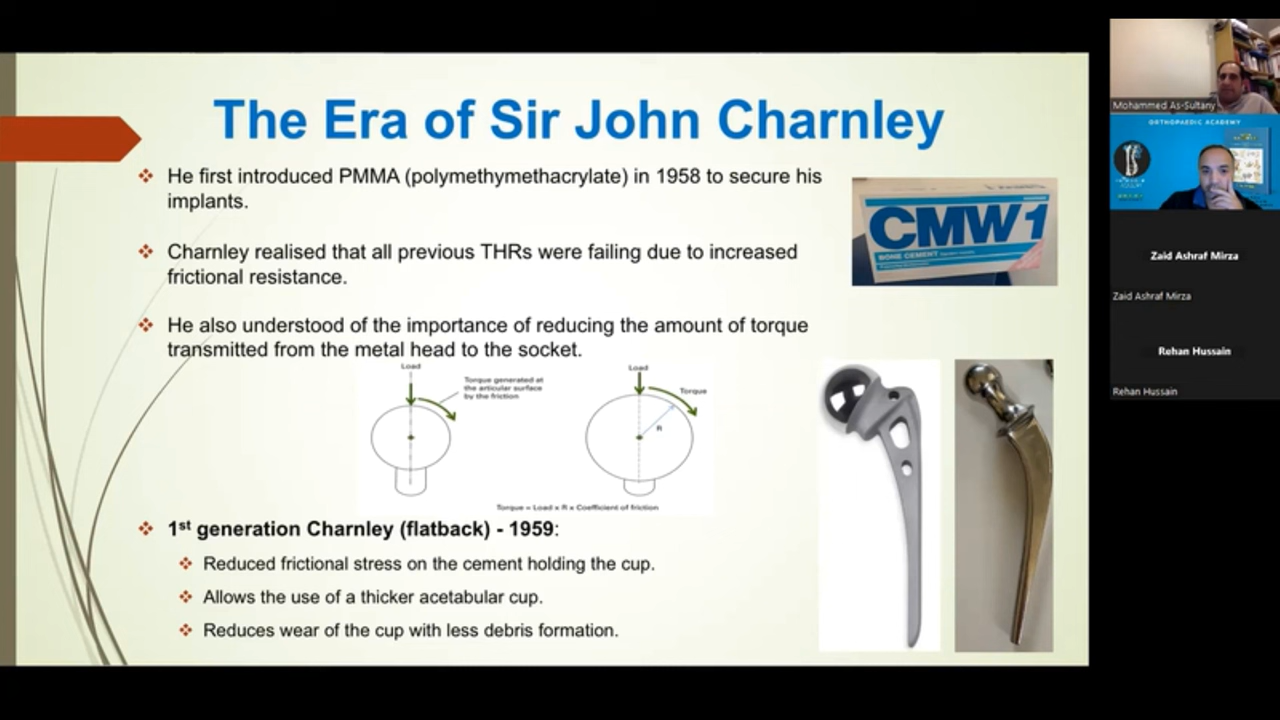 The Era of Sir John Charnley
He first introduced PMMA (polymethymethacrylate) in 1958 to secure his
implants.
Charnley realised that all previous THRs were failing due to increased
frictional resistance.
He also understood of the importance of reducing the amount of torque
transmitted from the metal head to the socket.
Load
Torque generated at
the articular surface
by the friction
Load
Torque
R
Torque = Load x R x Coefficient of friction
1st generation Charnley (flatback) - 1959:
Reduced frictional stress on the cement holding the cup.
Allows the use of a thicker acetabular cup.
Reduces wear of the cup with less debris formation.
CMW1
BONE CEMENT
Mohammed As-Sultany
ORTHOPAEDIC ACADEMY
Zaid Ashraf Mirza
Zaid Ashraf Mirza
Rehan Hussain
Rehan Hussain